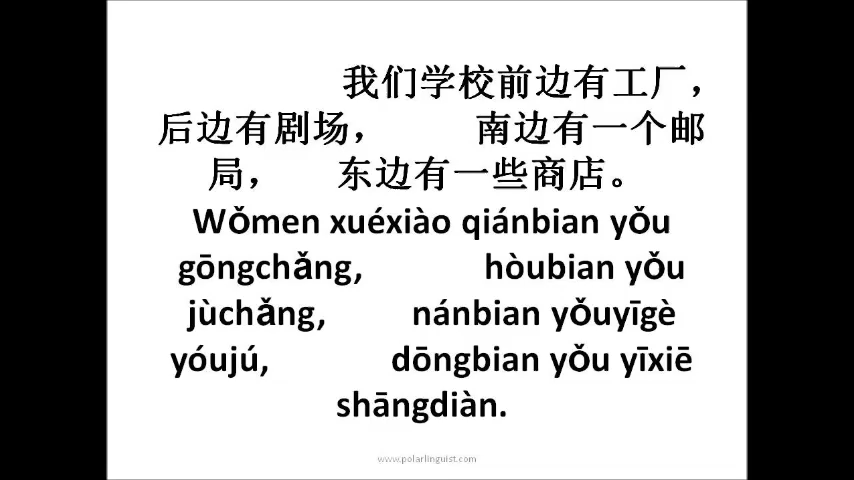 我们学校前边有工厂，
后边有剧场， 南边有一个邮
局， 东边有一些商店。
Wǒmen xuéxiào qiánbian yǒu
gōngchǎng, hòubian yǒu
jùchǎng, nánbian yǒuyīgè
yóujú, dōngbian yǒu yīxiē
shāngdiàn.
www.polarlinguist.com